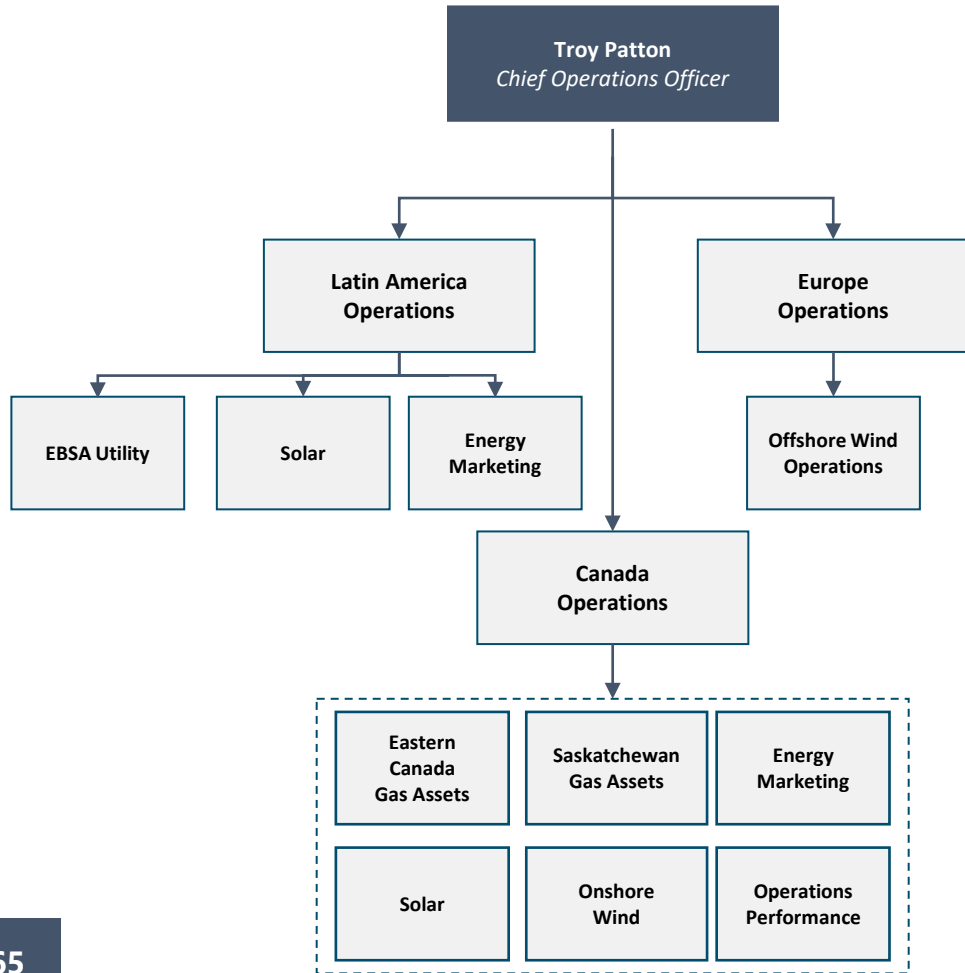 Troy Patton
Chief Operations Officer
Latin America
Operations
Europe
Operations
EBSA Utility
Solar
Energy
Marketing
Offshore Wind
Operations
Canada
Operations
Eastern
Canada
Gas Assets
Saskatchewan
Gas Assets
Energy
Marketing
Solar
Onshore
Wind
Operations
Performance